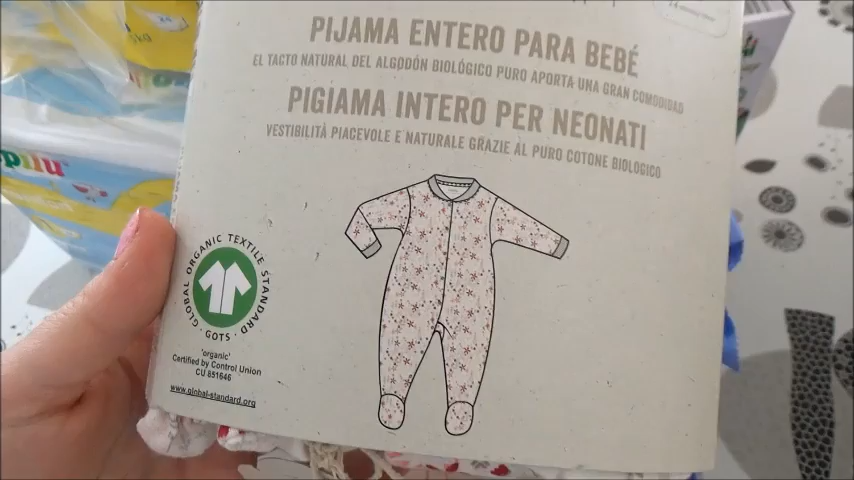 PIJAMA ENTERO PARA BEBÉ
EL TACTO NATURAL DEL ALGODÓN BIOLÓGICO PURO APORTA UNA GRAN COMODIDAD
PIGIAMA INTERO PER NEONATI
VESTIBILITÀ PIACEVOLE E NATURALE GRAZIE AL PURO COTONE BIOLOGICO
GLOBAL ORGANIC TEXTILE STANDARD
· GOTS ·
'organic'
Certified by Control Union
CU 851646
www.global-standard.org
pilu
kg